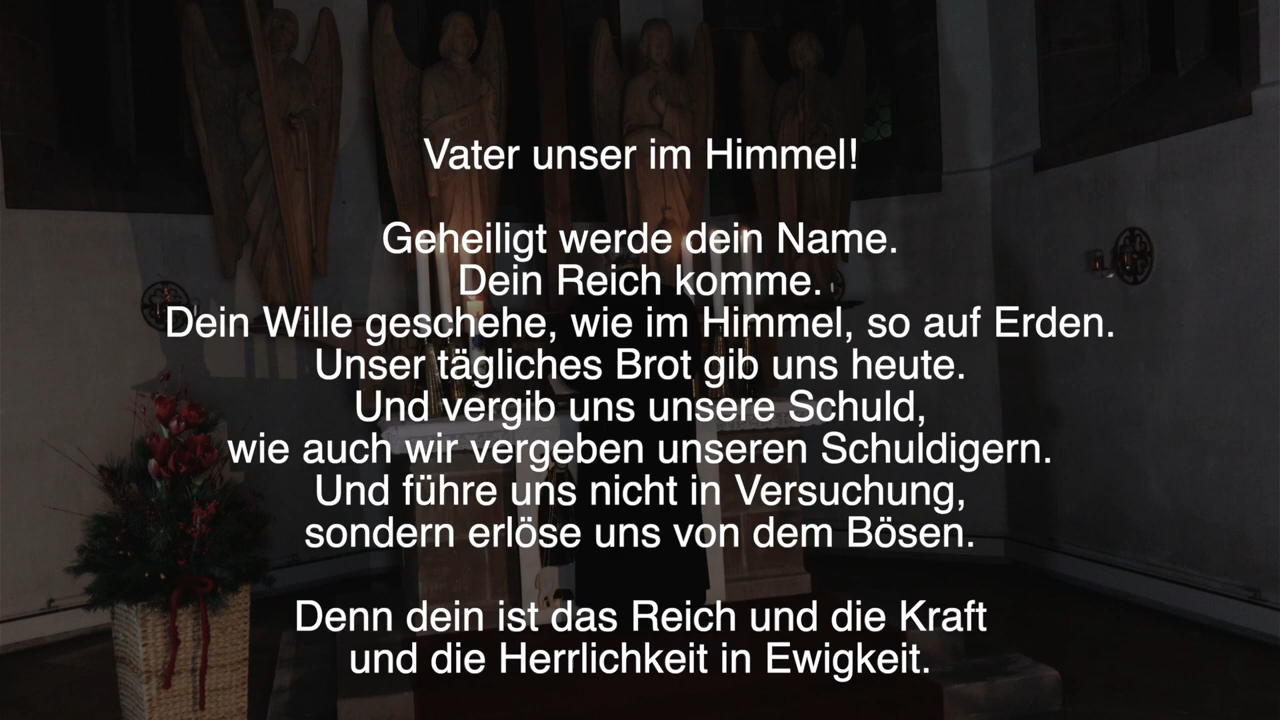 Vater unser im Himmel!
Geheiligt werde dein Name.
Dein Reich komme.
Dein Wille geschehe, wie im Himmel, so auf Erden.
Unser tägliches Brot gib uns heute.
Und vergib uns unsere Schuld,
wie auch wir vergeben unseren Schuldigern.
Und führe uns nicht in Versuchung,
sondern erlöse uns von dem Bösen.
Denn dein ist das Reich und die Kraft
und die Herrlichkeit in Ewigkeit.